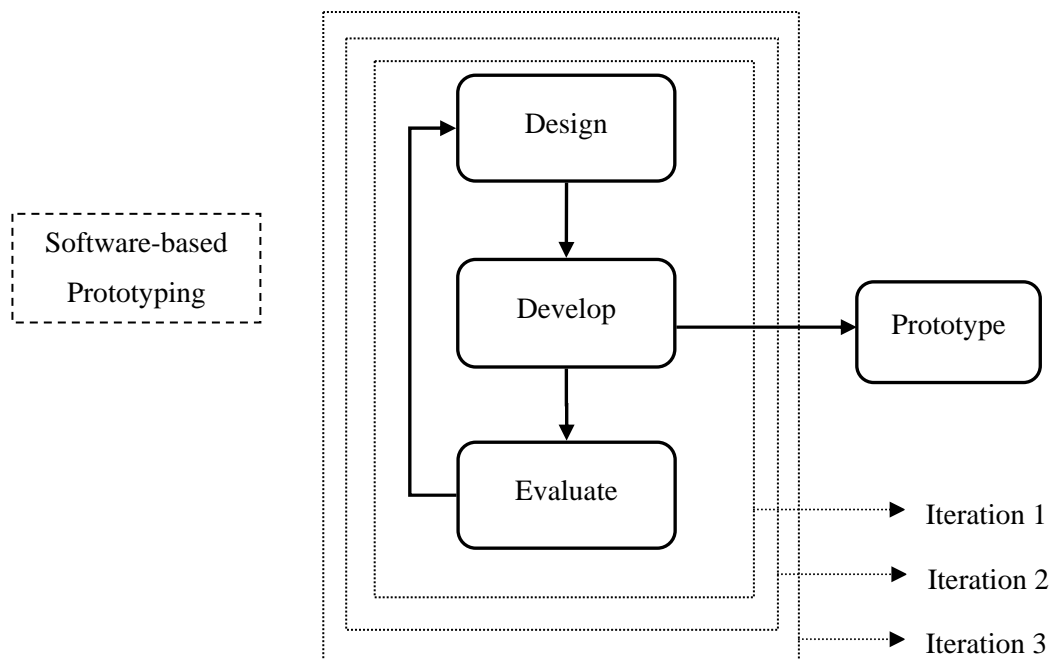 Design
Software-based
Prototyping
Develop
Prototype
Evaluate
Iteration 1
Iteration 2
Iteration 3